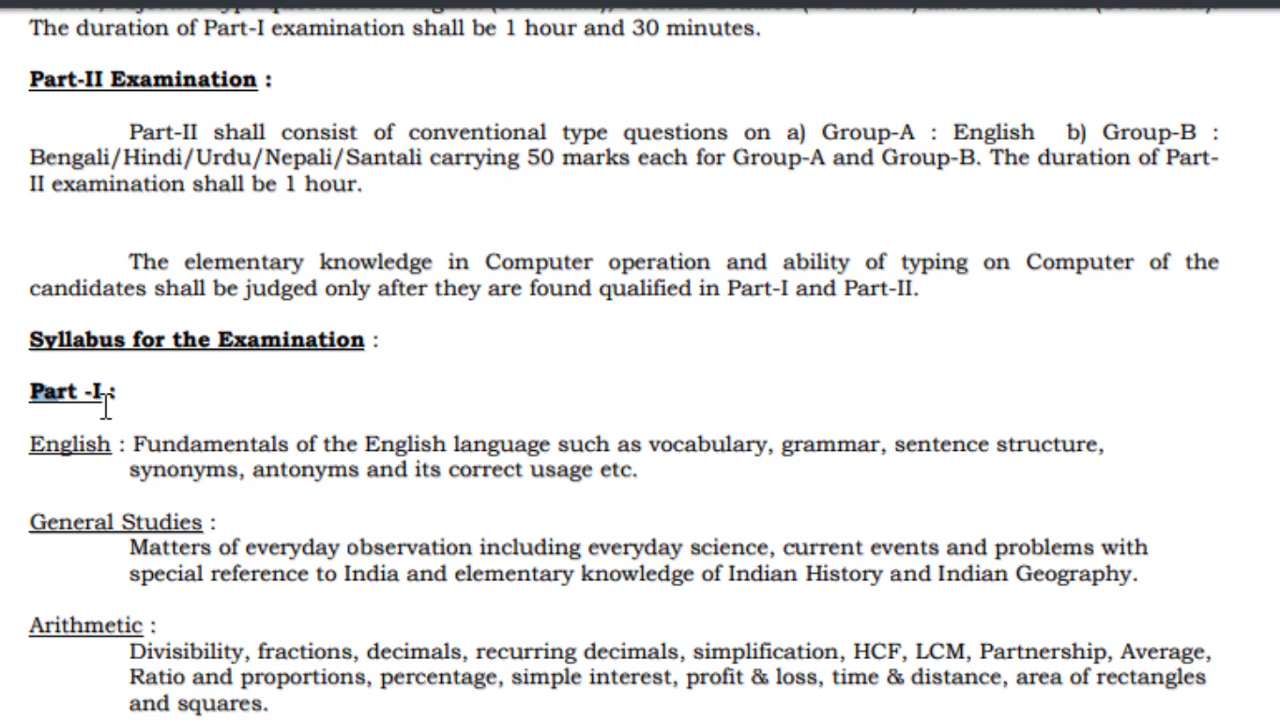 The duration of Part-I examination shall be 1 hour and 30 minutes.
Part-II Examination :
Part-II shall consist of conventional type questions on a) Group-A : English b) Group-B :
Bengali/Hindi/Urdu/Nepali/Santali carrying 50 marks each for Group-A and Group-B. The duration of Part-
II examination shall be 1 hour.
The elementary knowledge in Computer operation and ability of typing on Computer of the
candidates shall be judged only after they are found qualified in Part-I and Part-II.
Syllabus for the Examination :
Part -I :
English : Fundamentals of the English language such as vocabulary, grammar, sentence structure,
synonyms, antonyms and its correct usage etc.
General Studies :
Matters of everyday observation including everyday science, current events and problems with
special reference to India and elementary knowledge of Indian History and Indian Geography.
Arithmetic :
Divisibility, fractions, decimals, recurring decimals, simplification, HCF, LCM, Partnership, Average,
Ratio and proportions, percentage, simple interest, profit & loss, time & distance, area of rectangles
and squares.